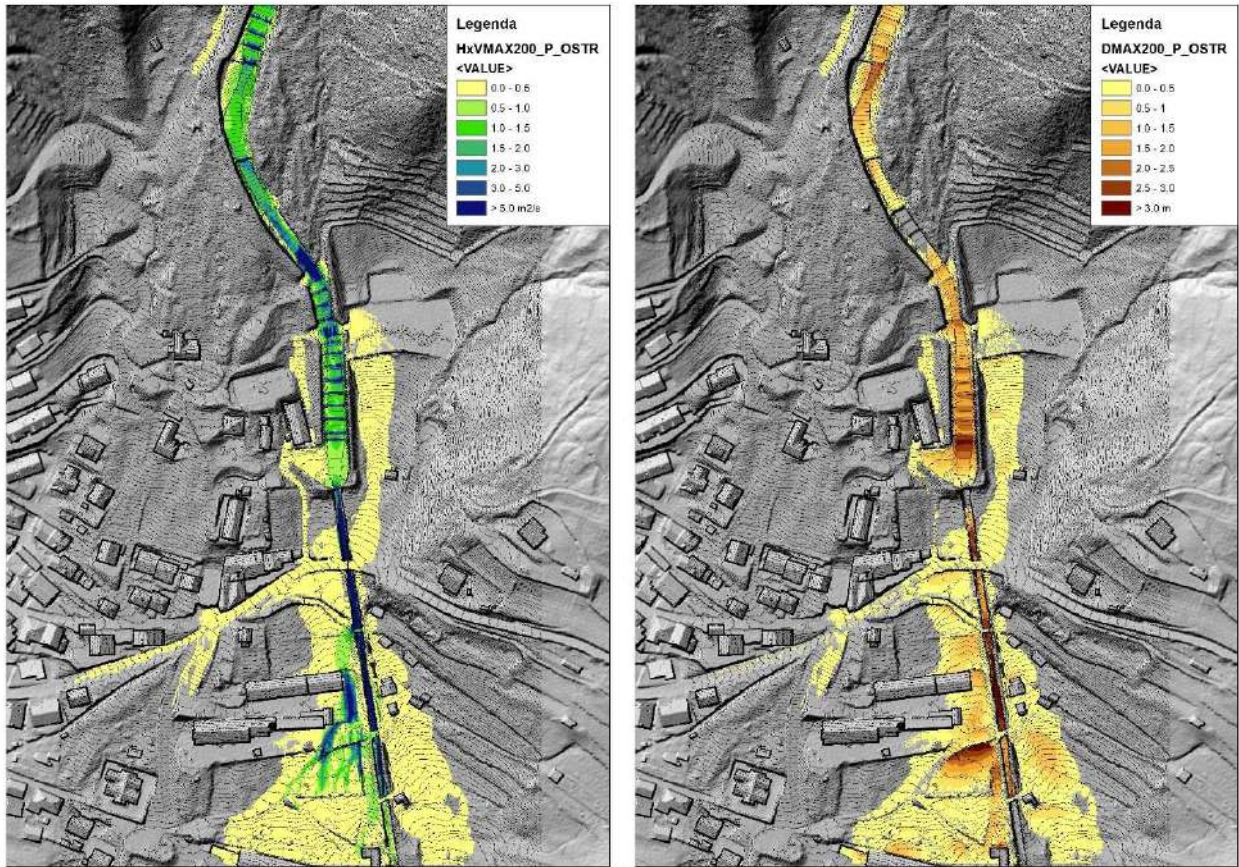 Legenda
HxVMAX200_P_OSTR
<VALUE>
0.0 - 0.5
0.5 - 1.0
1.0 - 1.5
1.5 - 2.0
2.0 - 3.0
3.0 - 5.0
> 5.0 m2/s
Legenda
DMAX200_P_OSTR
<VALUE>
0.0 - 0.5
0.5 - 1
1.0 - 1.5
1.5 - 2.0
2.0 - 2.5
2.5 - 3.0
> 3.0 m